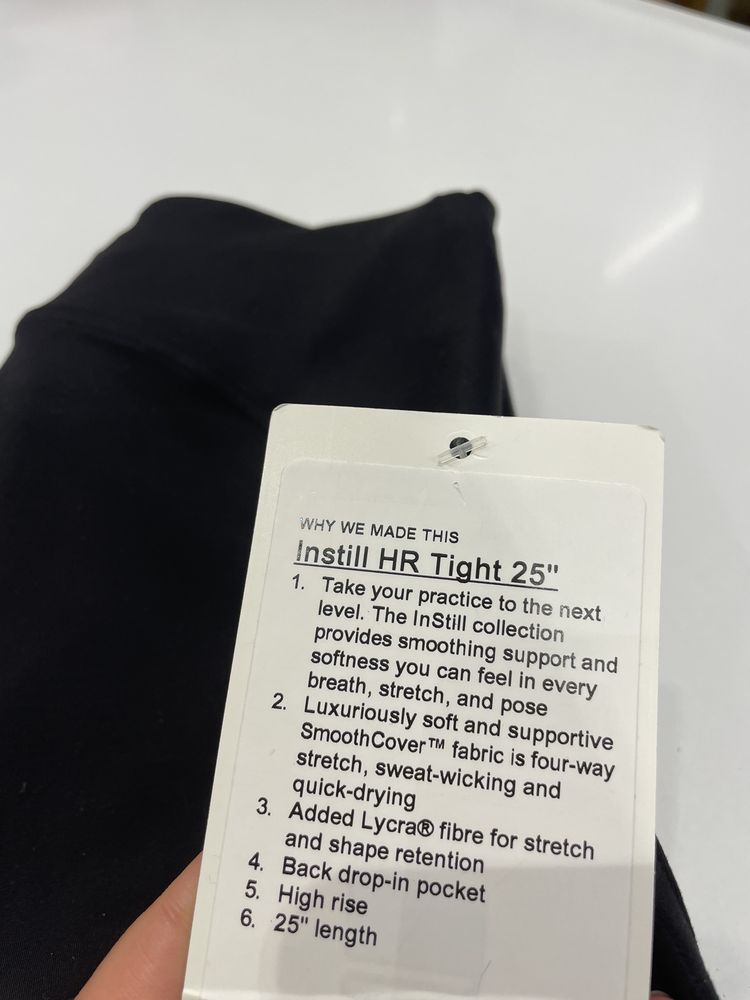 WHY WE MADE THIS
Instill HR Tight 25"
1. Take your practice to the next
level. The InStill collection
provides smoothing support and
softness you can feel in every
breath, stretch, and pose
2. Luxuriously soft and supportive
SmoothCover™ fabric is four-way
stretch, sweat-wicking and
quick-drying
3. Added Lycra® fibre for stretch
and shape retention
4. Back drop-in pocket
5. High rise
6. 25" length